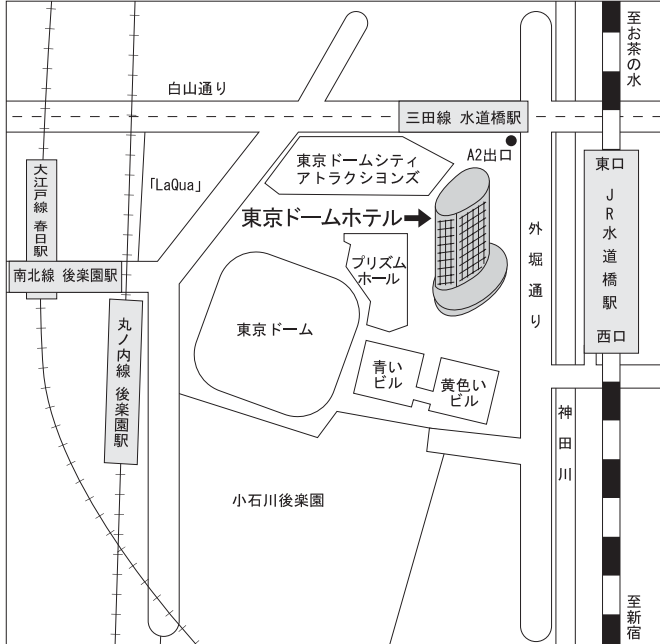 至お茶の水
白山通り
三田線 水道橋駅
A2出口
東京ドームシティ
アトラクションズ
「LaQua」
大江戸線 春日駅
東口
JR水道橋駅
西口
東京ドームホテル➡
外堀通り
南北線 後楽園駅
プリズム
ホール
丸ノ内線 後楽園駅
東京ドーム
青い
ビル
黄色い
ビル
神田川
小石川後楽園
至新宿